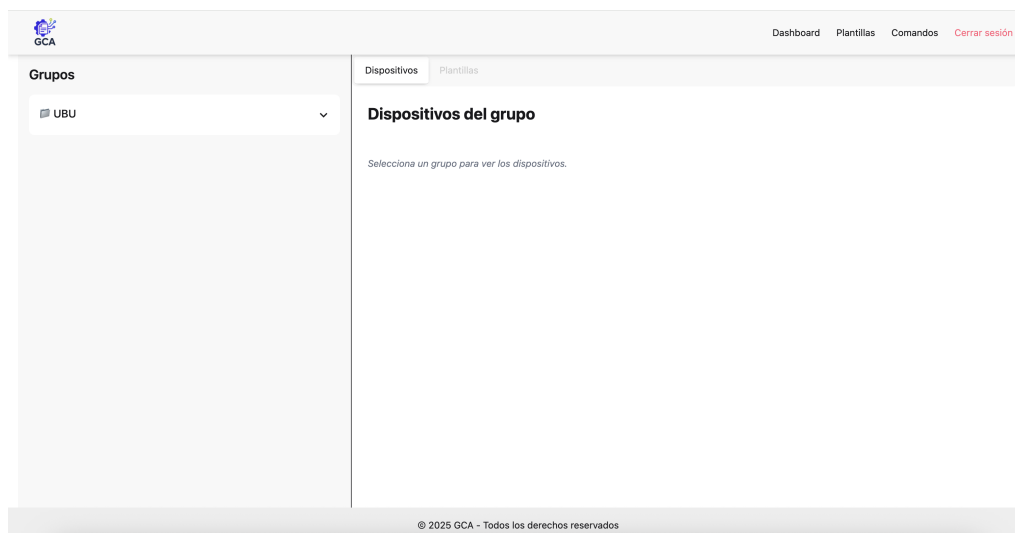 GCA
Dashboard Plantillas Comandos Cerrar sesión
Grupos
UBU
Dispositivos Plantillas
Dispositivos del grupo
Selecciona un grupo para ver los dispositivos.
© 2025 GCA - Todos los derechos reservados